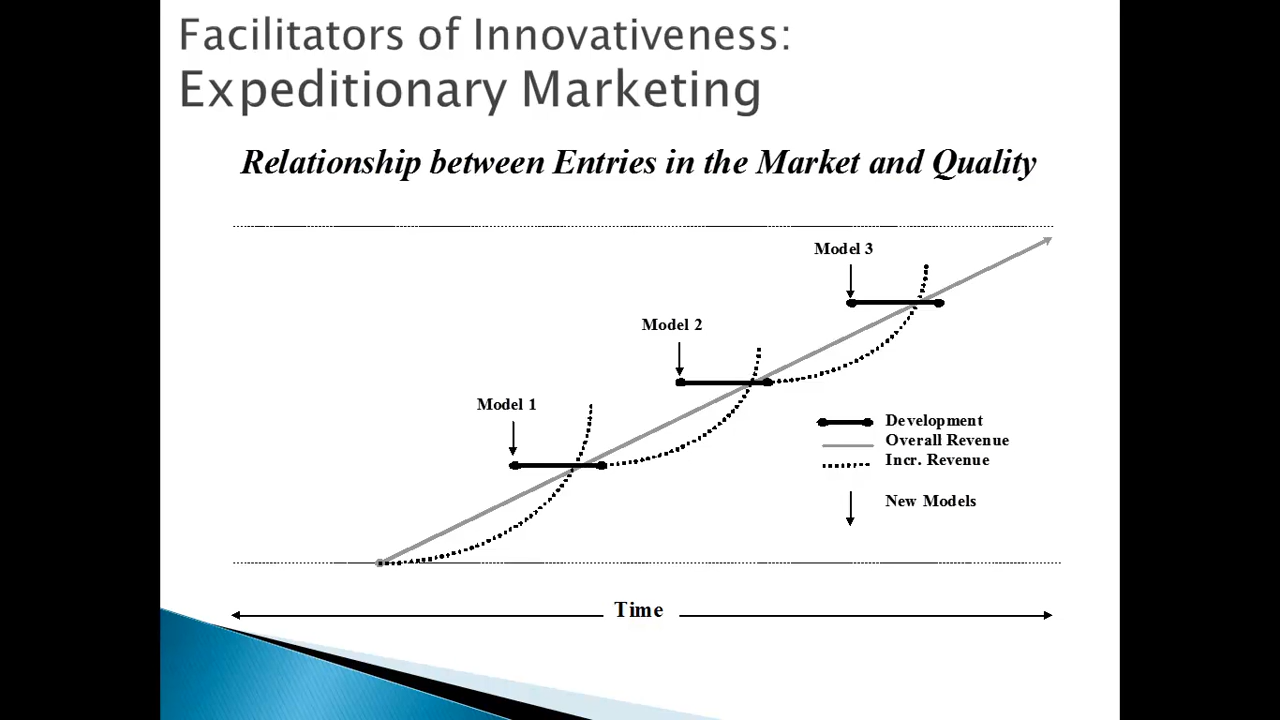 Facilitators of Innovativeness:
Expeditionary Marketing
Relationship between Entries in the Market and Quality
Model 3
Model 2
Model 1
Development
Overall Revenue
Incr. Revenue
New Models
Time